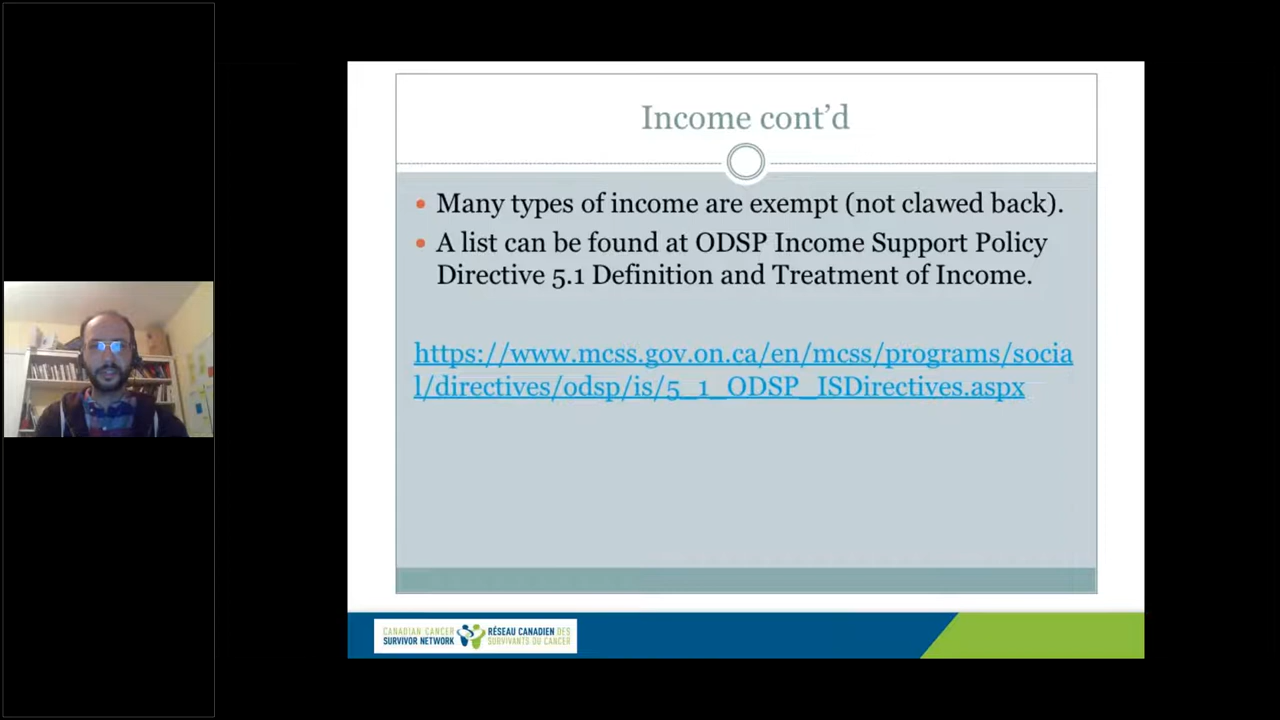 Income cont’d
• Many types of income are exempt (not clawed back).
• A list can be found at ODSP Income Support Policy
Directive 5.1 Definition and Treatment of Income.
https://www.mcss.gov.on.ca/en/mcss/programs/socia
l/directives/odsp/is/5_1_ODSP_ISDirectives.aspx
CANADIAN CANCER
SURVIVOR NETWORK
RÉSEAU CANADIEN DES
SURVIVANTS DU CANCER